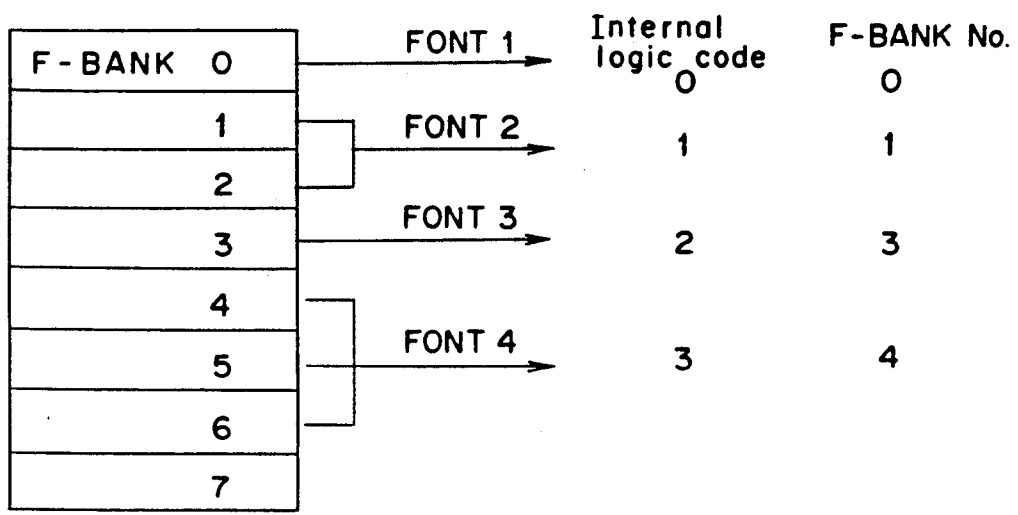 F-BANK 0
1
2
3
4
5
6
7
FONT 1
FONT 2
FONT 3
FONT 4
Internal
logic code
0
1
2
3
F-BANK No.
0
1
3
4